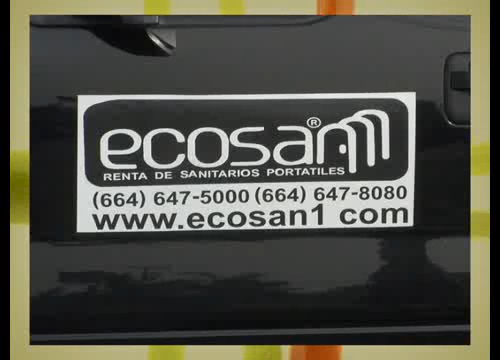 ecosan®
RENTA DE SANITARIOS PORTATILES
(664) 647-5000 (664) 647-8080
www.ecosan1 com